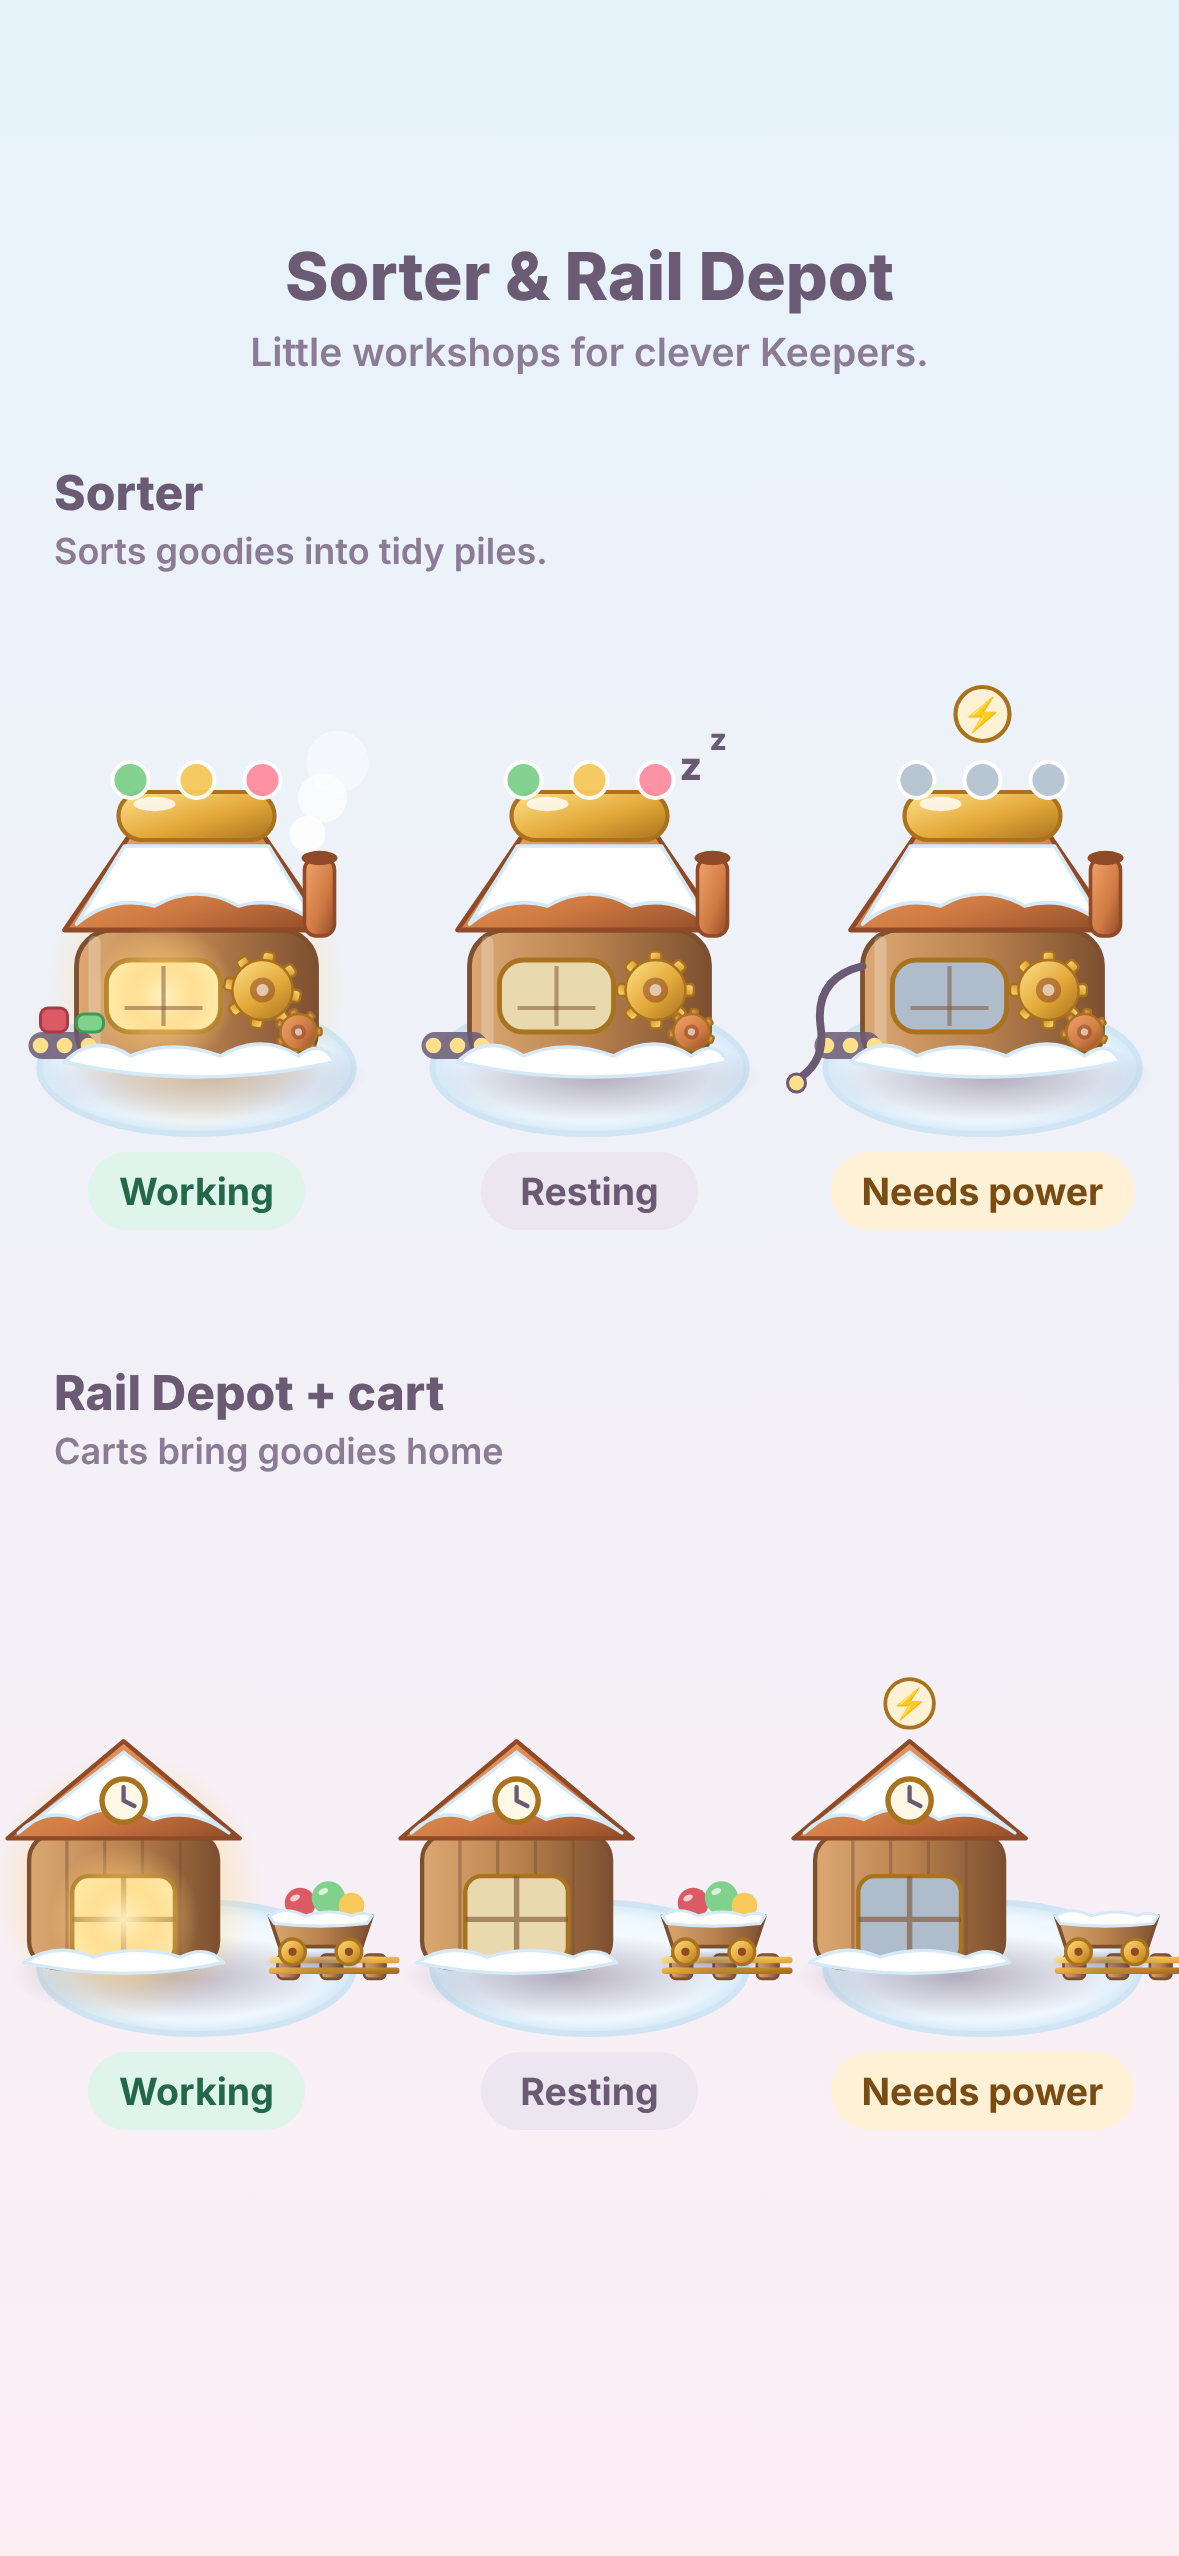 Sorter & Rail Depot
Little workshops for clever Keepers.
Sorter
Sorts goodies into tidy piles.
z
z
Working
Resting
Needs power
Rail Depot + cart
Carts bring goodies home
Working
Resting
Needs power